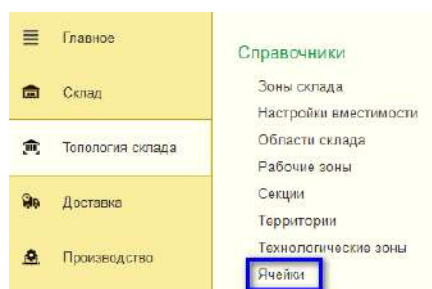 Главное
Склад
Топология склада
Доставка
Производство
Справочники
Зоны склада
Настройки вместимости
Области склада
Рабочие зоны
Секции
Территории
Технологические зоны
Ячейки